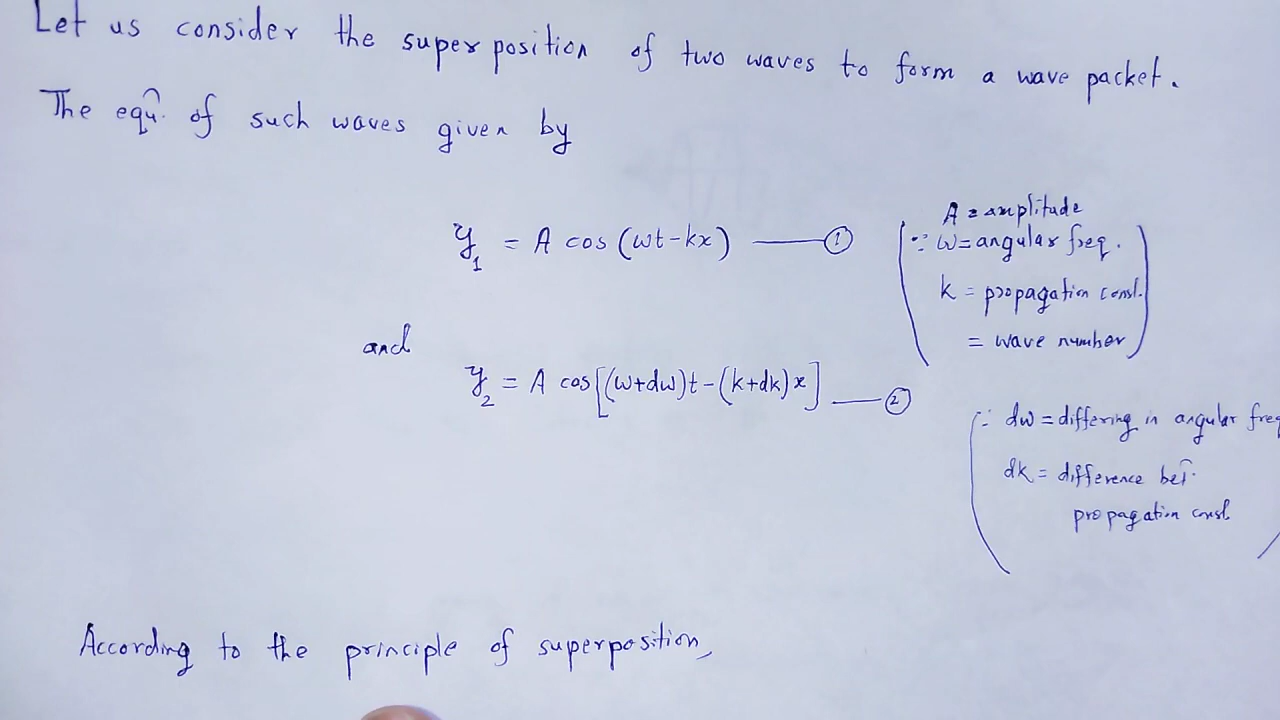 Let us consider the superposition of two waves to form a wave packet.
The equn. of such waves given by
y₁ = A cos (ωt-kx) ——— ①
A = amplitude
∵ ω = angular freq.
k = propagation const.
= wave number
and
y₂ = A cos[(ω+dω)t-(k+dk)x] ——— ②
∵ dω = differing in angular freq
dk = difference bet.
propagation const.
According to the principle of superposition,